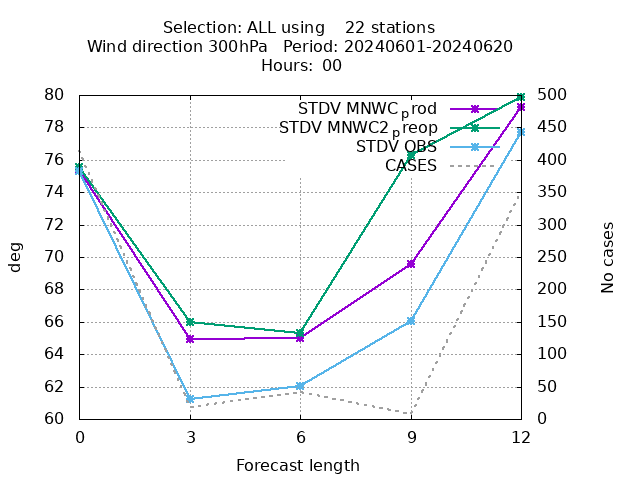 Selection: ALL using 22 stations
Wind direction 300hPa Period: 20240601-20240620
Hours: 00
STDV MNWC_prod
STDV MNWC2_preop
STDV OBS
CASES
80
78
76
74
72
70
68
66
64
62
60
deg
500
450
400
350
300
250
200
150
100
50
0
No cases
0 3 6 9 12
Forecast length